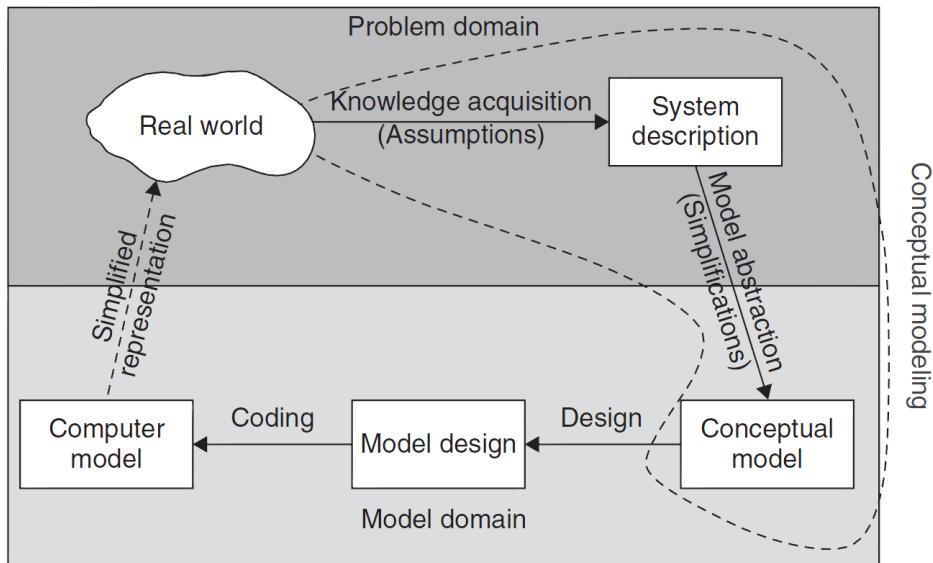 Problem domain
Real world
Knowledge acquisition
(Assumptions)
System
description
Model abstraction
(Simplifications)
Conceptual modeling
Simplified
representation
Computer
model
Coding
Model design
Design
Conceptual
model
Model domain